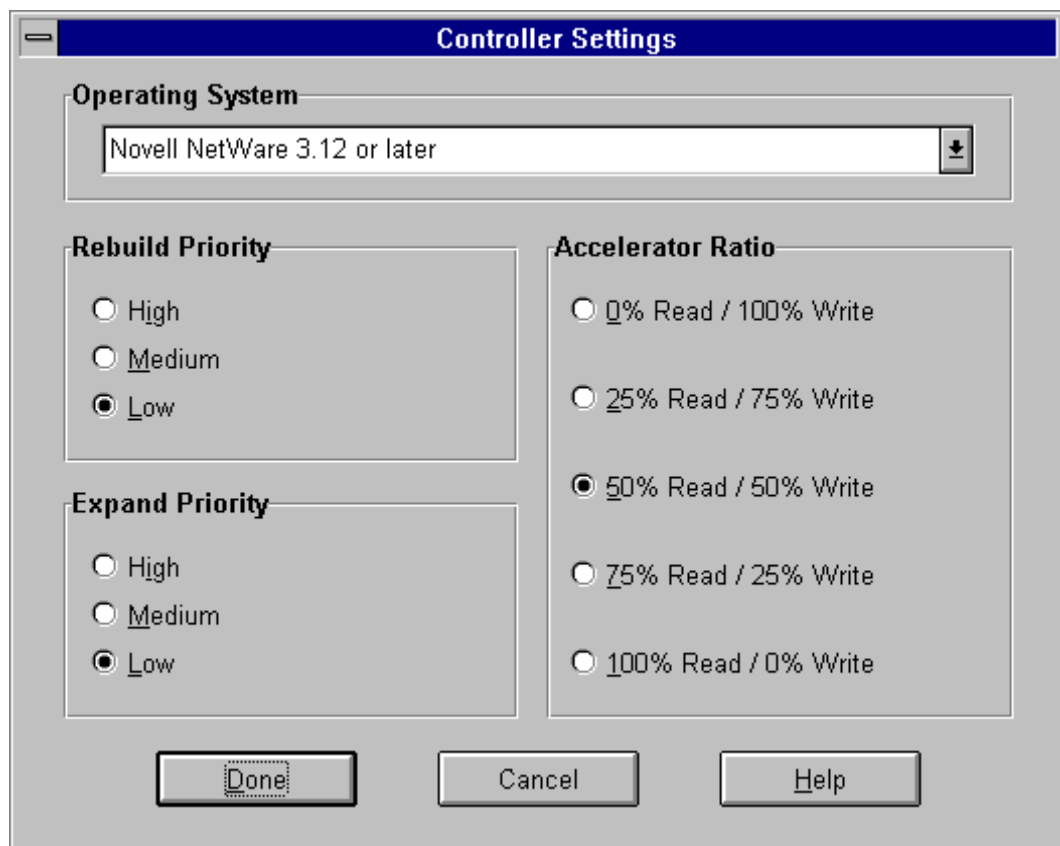 Controller Settings
Operating System
Novell NetWare 3.12 or later
Rebuild Priority
High
Medium
Low
Expand Priority
High
Medium
Low
Accelerator Ratio
0% Read / 100% Write
25% Read / 75% Write
50% Read / 50% Write
75% Read / 25% Write
100% Read / 0% Write
Done
Cancel
Help